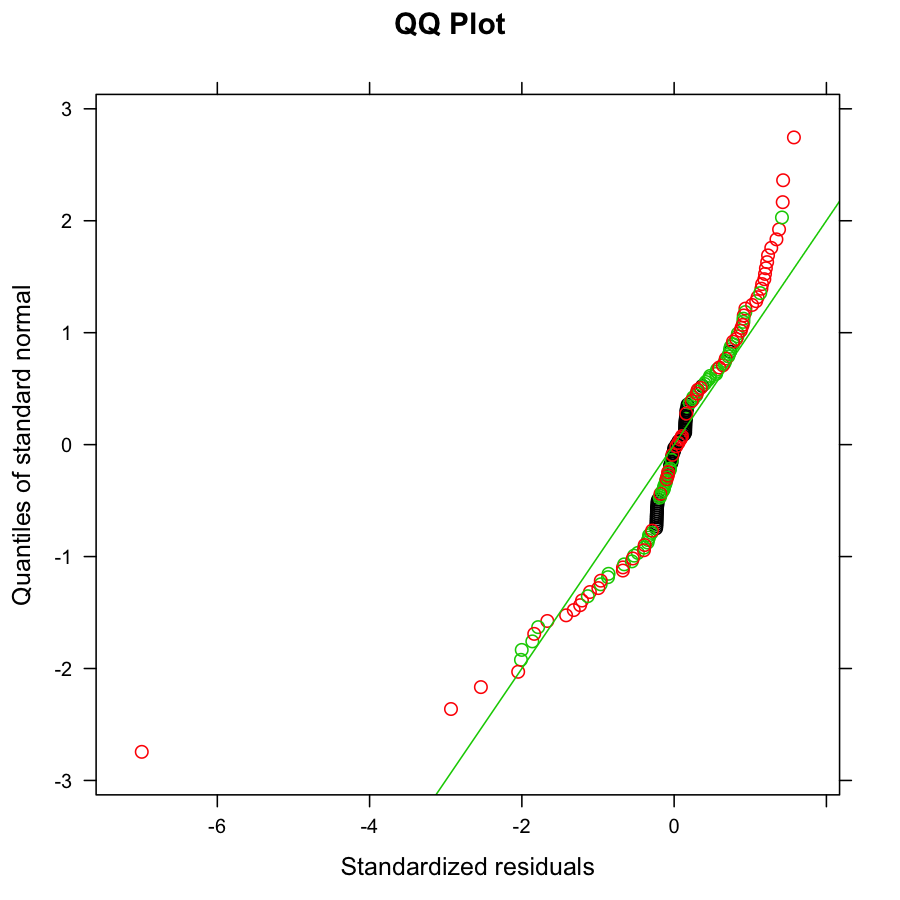 QQ Plot
3
2
1
0
-1
-2
-3
Quantiles of standard normal
-6 -4 -2 0
Standardized residuals